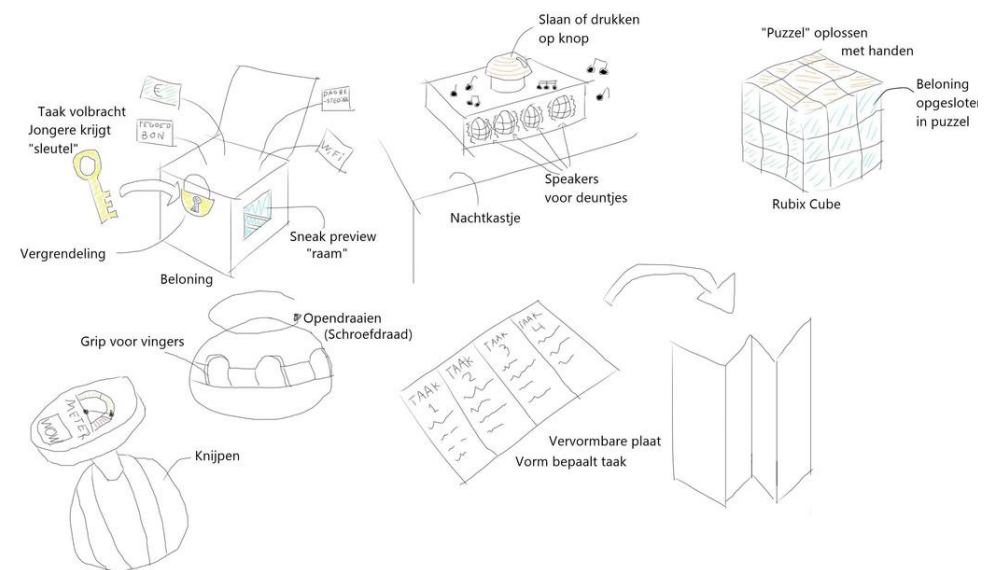 Taak volbracht
Jongere krijgt
"sleutel"
€
TEGOED
BON
WiFi
Vergrendeling
Sneak preview
"raam"
Beloning
Slaan of drukken
op knop
Speakers
voor deuntjes
Nachtkastje
"Puzzel" oplossen
met handen
Beloning
opgesloten
in puzzel
Rubix Cube
Opendraaien
(Schroefdraad)
Grip voor vingers
METER
WOW
Knijpen
TAAK
1
TAAK
2
TAAK
3
TAAK
4
Vervormbare plaat
Vorm bepaalt taak